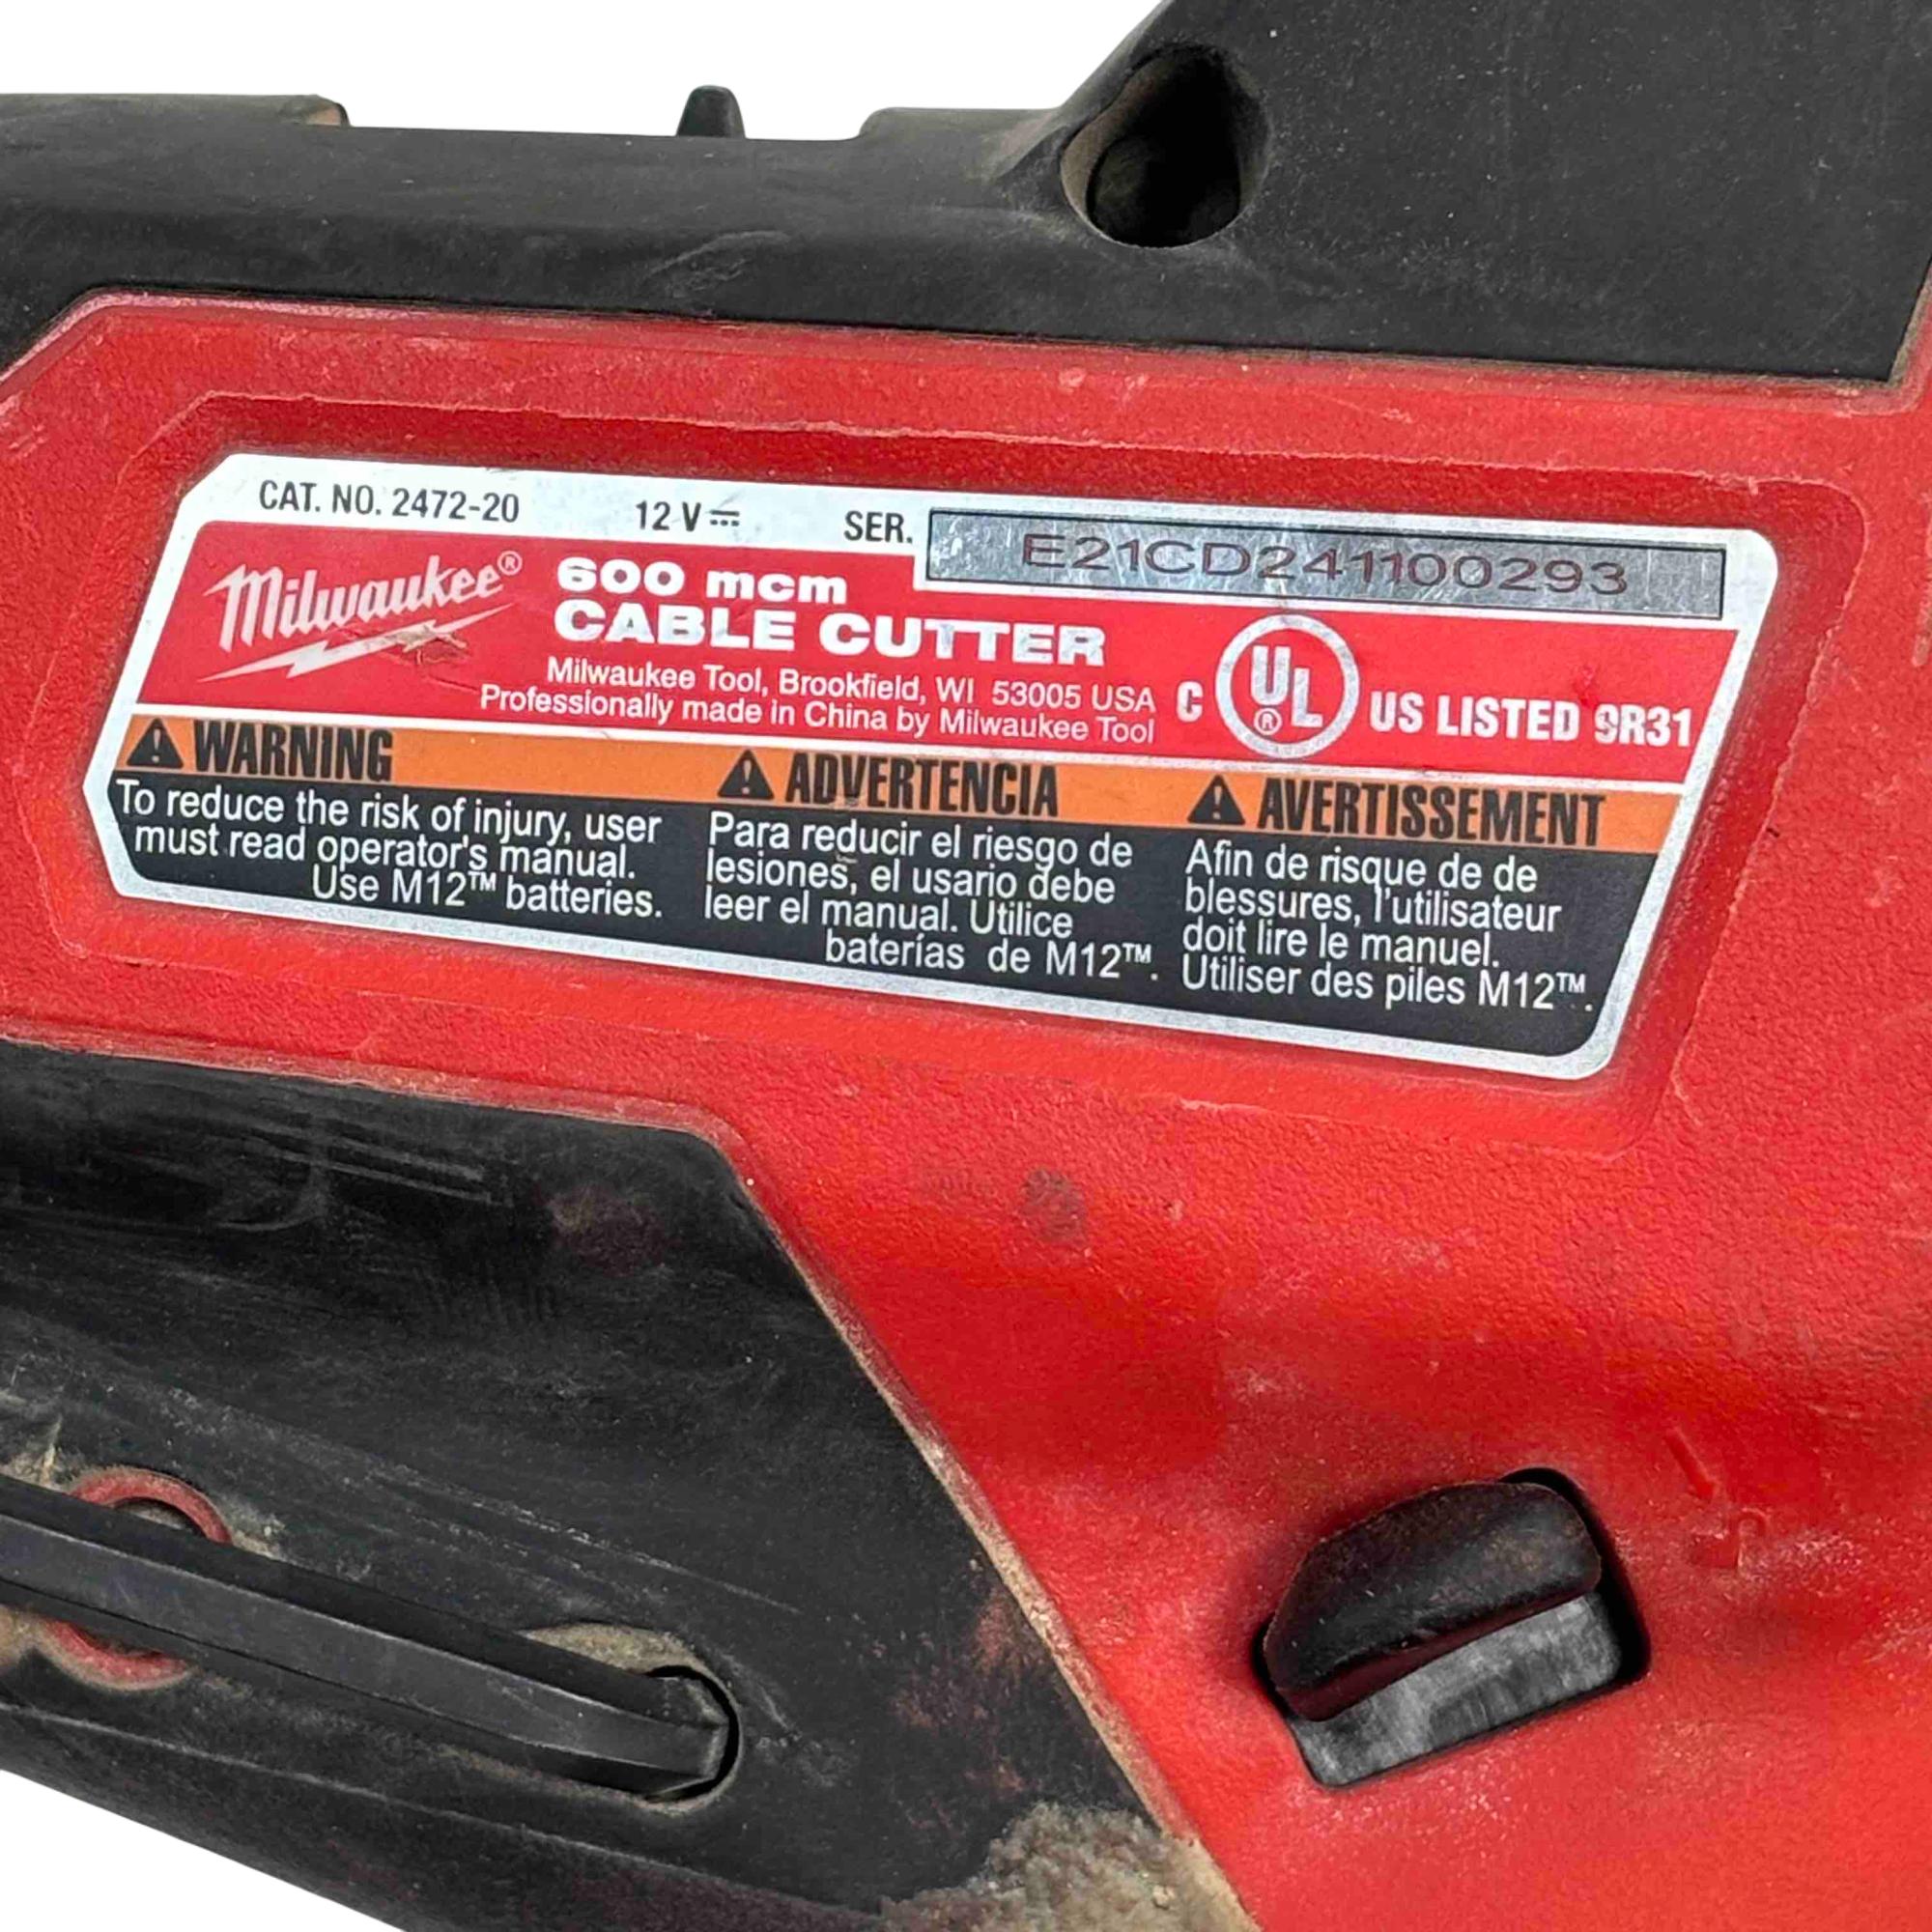 CAT. NO. 2472-20 12 V SER. E21CD241100293
Milwaukee®
600 mcm
CABLE CUTTER
Milwaukee Tool, Brookfield, WI 53005 USA
Professionally made in China by Milwaukee Tool
C UL® US LISTED 9R31
WARNING
To reduce the risk of injury, user
must read operator's manual.
Use M12™ batteries.
ADVERTENCIA
Para reducir el riesgo de
lesiones, el usario debe
leer el manual. Utilice
baterías de M12™.
AVERTISSEMENT
Afin de risque de de
blessures, l'utilisateur
doit lire le manuel.
Utiliser des piles M12™.